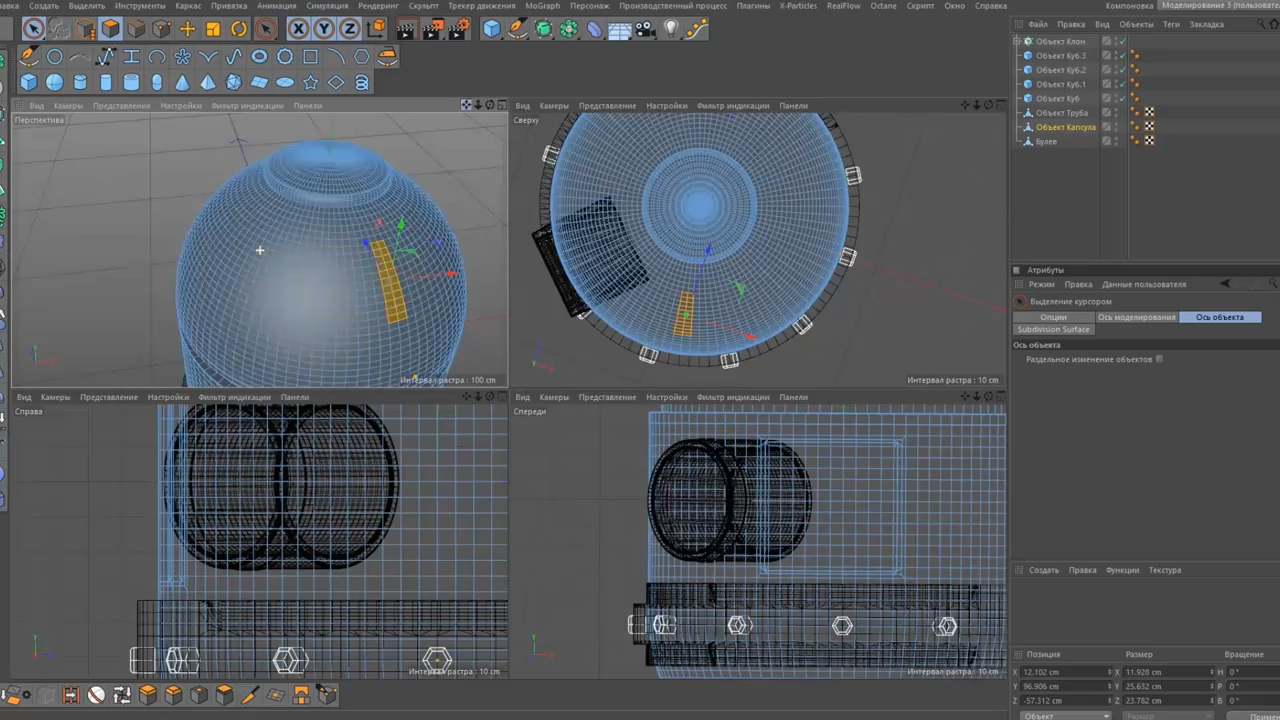 авка Создать Выделить Инструменты Каркас Привязка Анимация Симуляция Рендеринг Скульпт Трекер движения MoGraph Персонаж Производственный процесс Плагины X-Particles RealFlow Octane Скрипт Окно Справка Компоновка Моделирование 3 (пользовате
Файл Правка Вид Объекты Теги Закладка
Объект Клон
Объект Куб.3
Объект Куб.2
Объект Куб.1
Объект Куб
Объект Труба
Объект Капсула
Булев
Вид Камеры Представление Настройки Фильтр индикации Панели
Перспектива
Интервал растра : 100 cm
Вид Камеры Представление Настройки Фильтр индикации Панели
Сверху
Интервал растра : 10 cm
Вид Камеры Представление Настройки Фильтр индикации Панели
Справа
Интервал растра : 10 cm
Вид Камеры Представление Настройки Фильтр индикации Панели
Спереди
Интервал растра : 10 cm
Атрибуты
Режим Правка Данные пользователя
Выделение курсором
Опции Ось моделирования Ось объекта
Subdivision Surface
Ось объекта
Раздельное изменение объектов
Создать Правка Функции Текстура
Позиция Размер Вращение
X 12.102 cm X 11.928 cm H 0 °
Y 96.906 cm Y 25.632 cm P 0 °
Z -57.312 cm Z 23.782 cm B 0 °
Объект Размер Приме